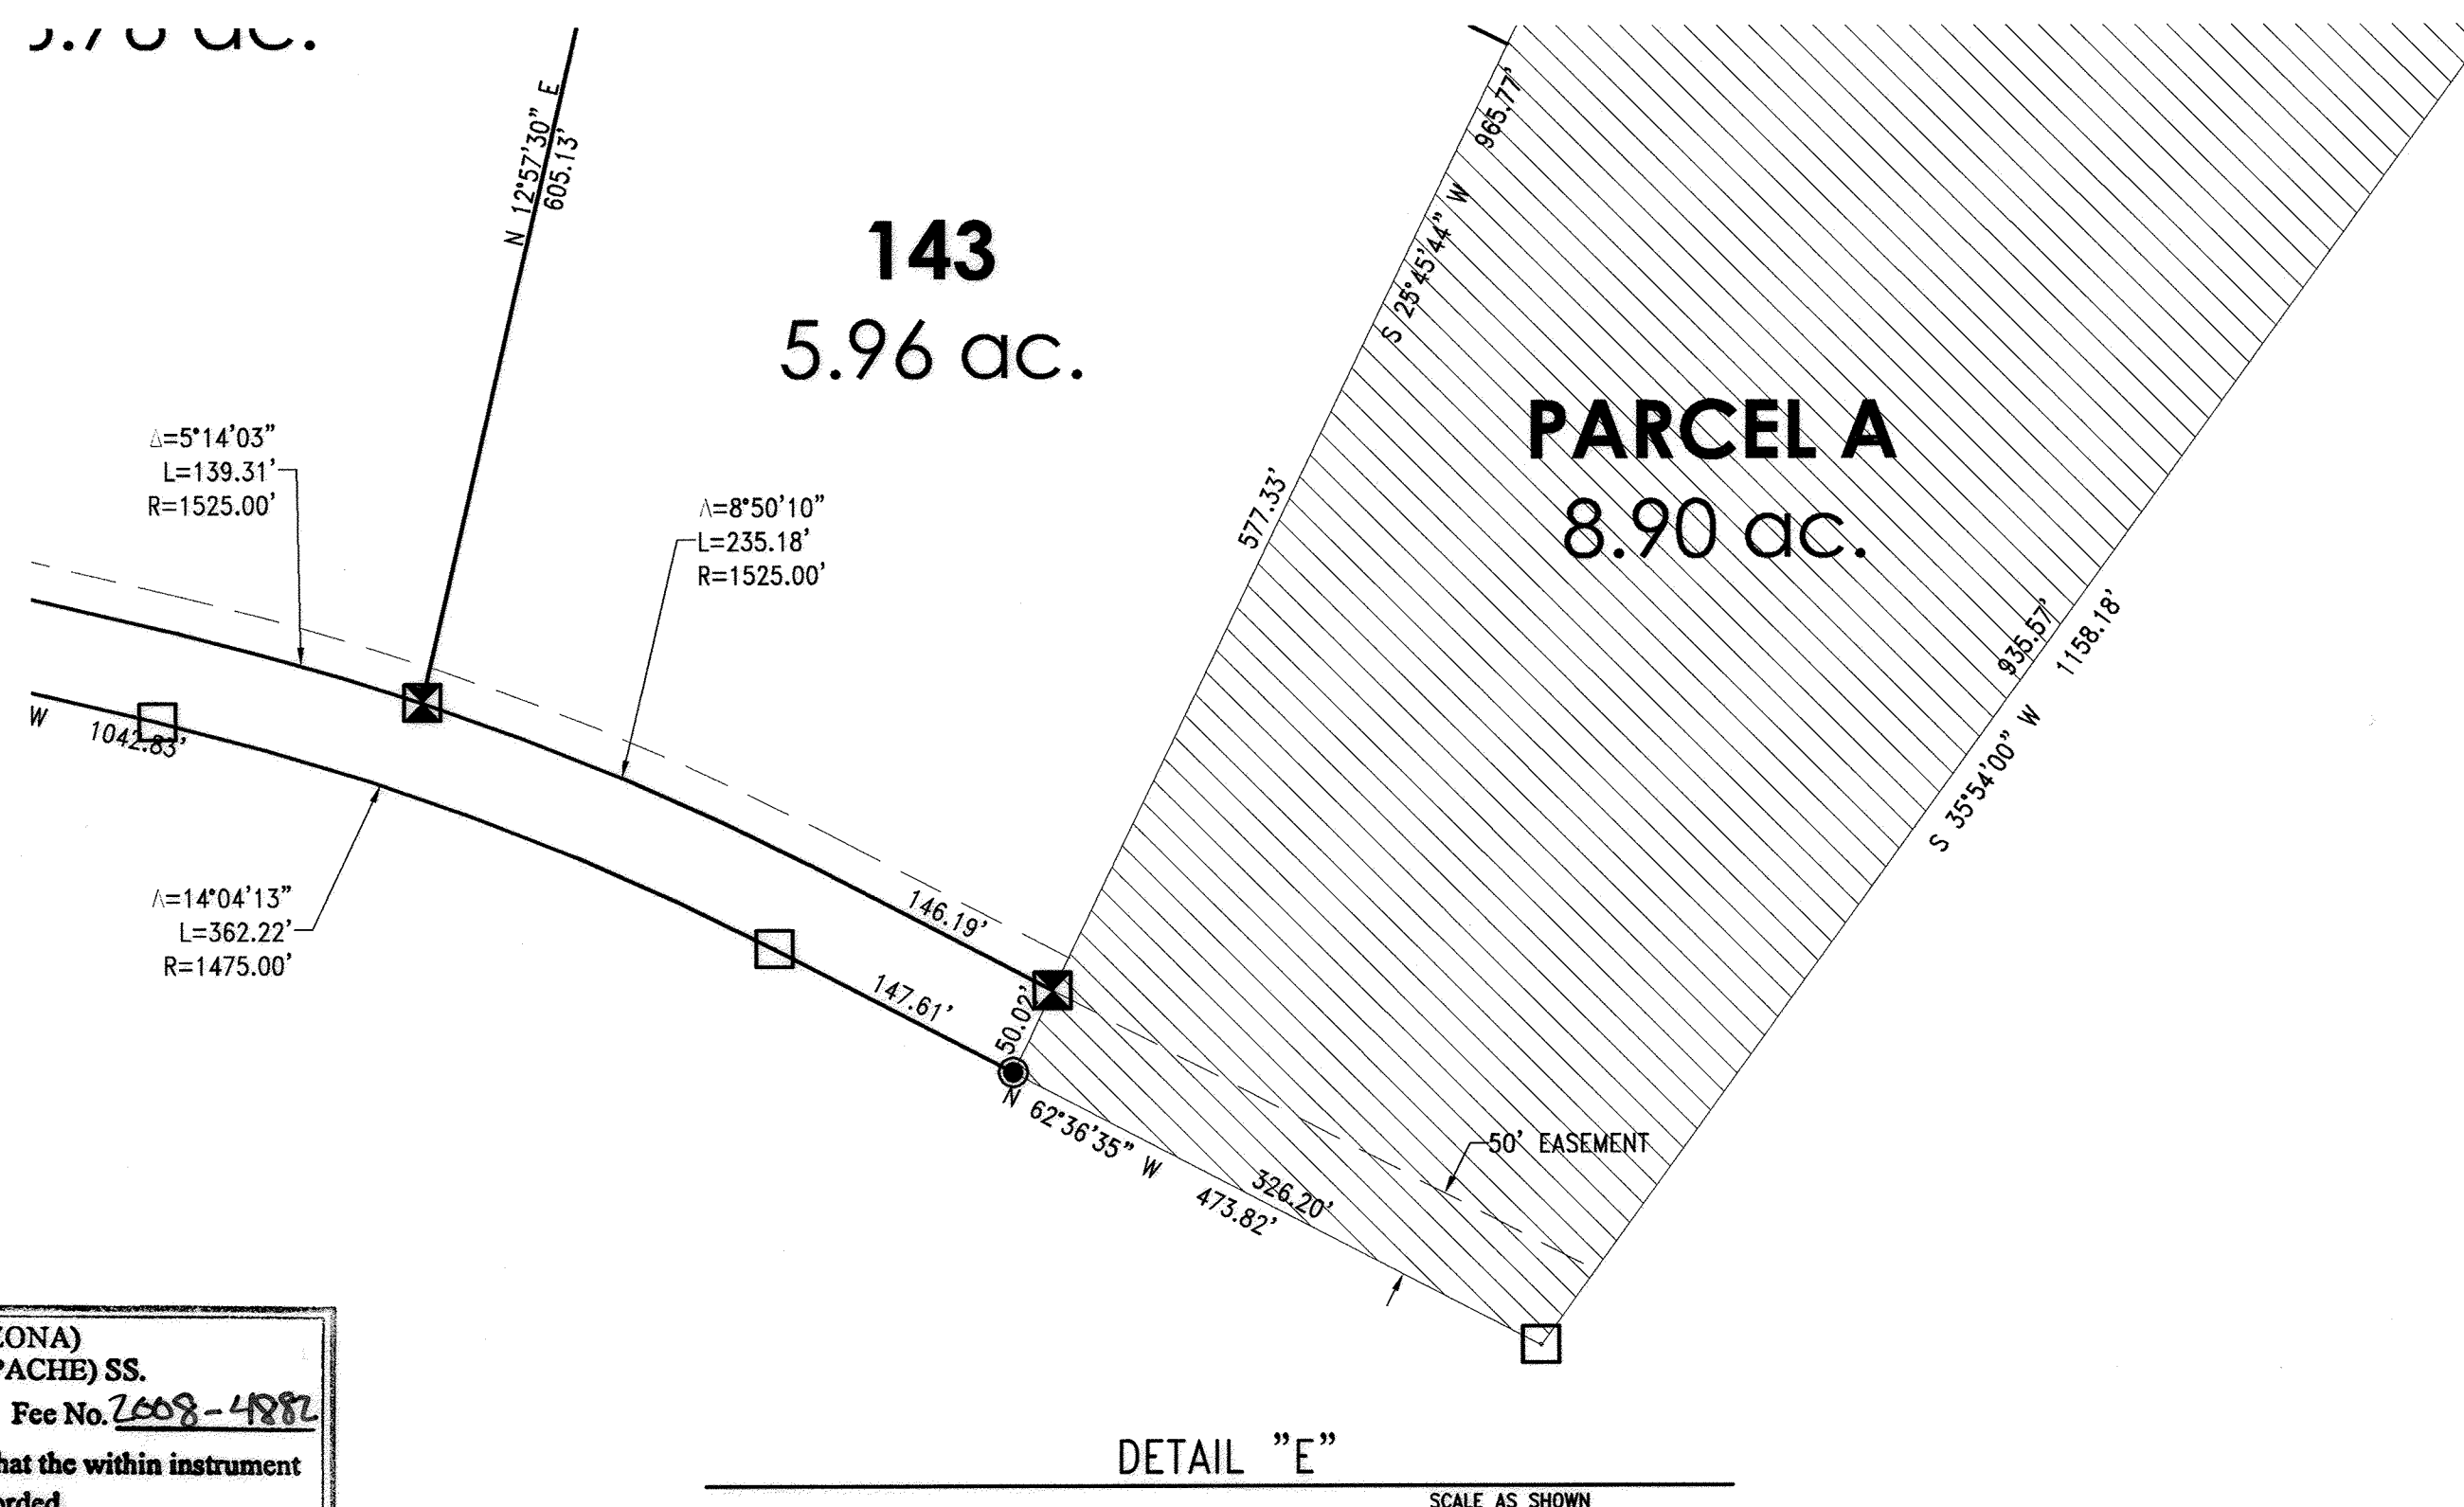 N 12°57'30" E
605.13'
965.77'
S 25°45'44" W
143
5.96 ac.
PARCEL A
8.90 ac.
Δ=5°14'03"
L=139.31'
R=1525.00'
Δ=8°50'10"
L=235.18'
R=1525.00'
577.33'
935.57'
1158.18'
S 35°54'00" W
W 1042.83'
Δ=14°04'13"
L=362.22'
R=1475.00'
146.19'
147.61'
50.02'
N 62°36'35" W
326.20'
473.82'
50' EASEMENT
ZONA)
PACHE) SS.
Fee No. 2008-4882
hat the within instrument
orded
DETAIL "E"
SCALE AS SHOWN